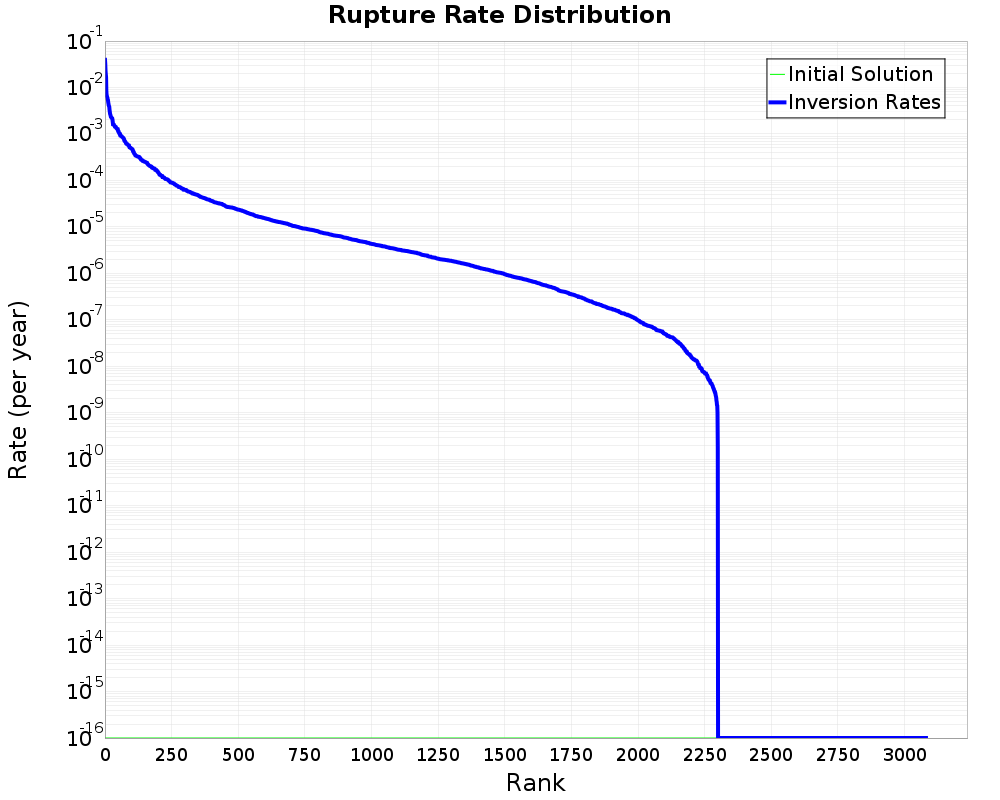 Rupture Rate Distribution
Initial Solution
Inversion Rates
Rate (per year)
10^-1
10^-2
10^-3
10^-4
10^-5
10^-6
10^-7
10^-8
10^-9
10^-10
10^-11
10^-12
10^-13
10^-14
10^-15
10^-16
0 250 500 750 1000 1250 1500 1750 2000 2250 2500 2750 3000
Rank